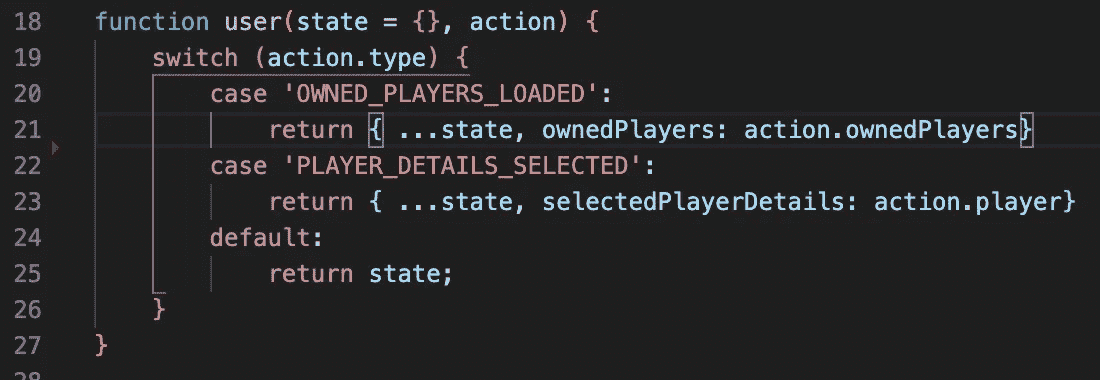 18 function user(state = {}, action) {
19 switch (action.type) {
20 case 'OWNED_PLAYERS_LOADED':
21 return { ...state, ownedPlayers: action.ownedPlayers}
22 case 'PLAYER_DETAILS_SELECTED':
23 return { ...state, selectedPlayerDetails: action.player}
24 default:
25 return state;
26 }
27 }
28